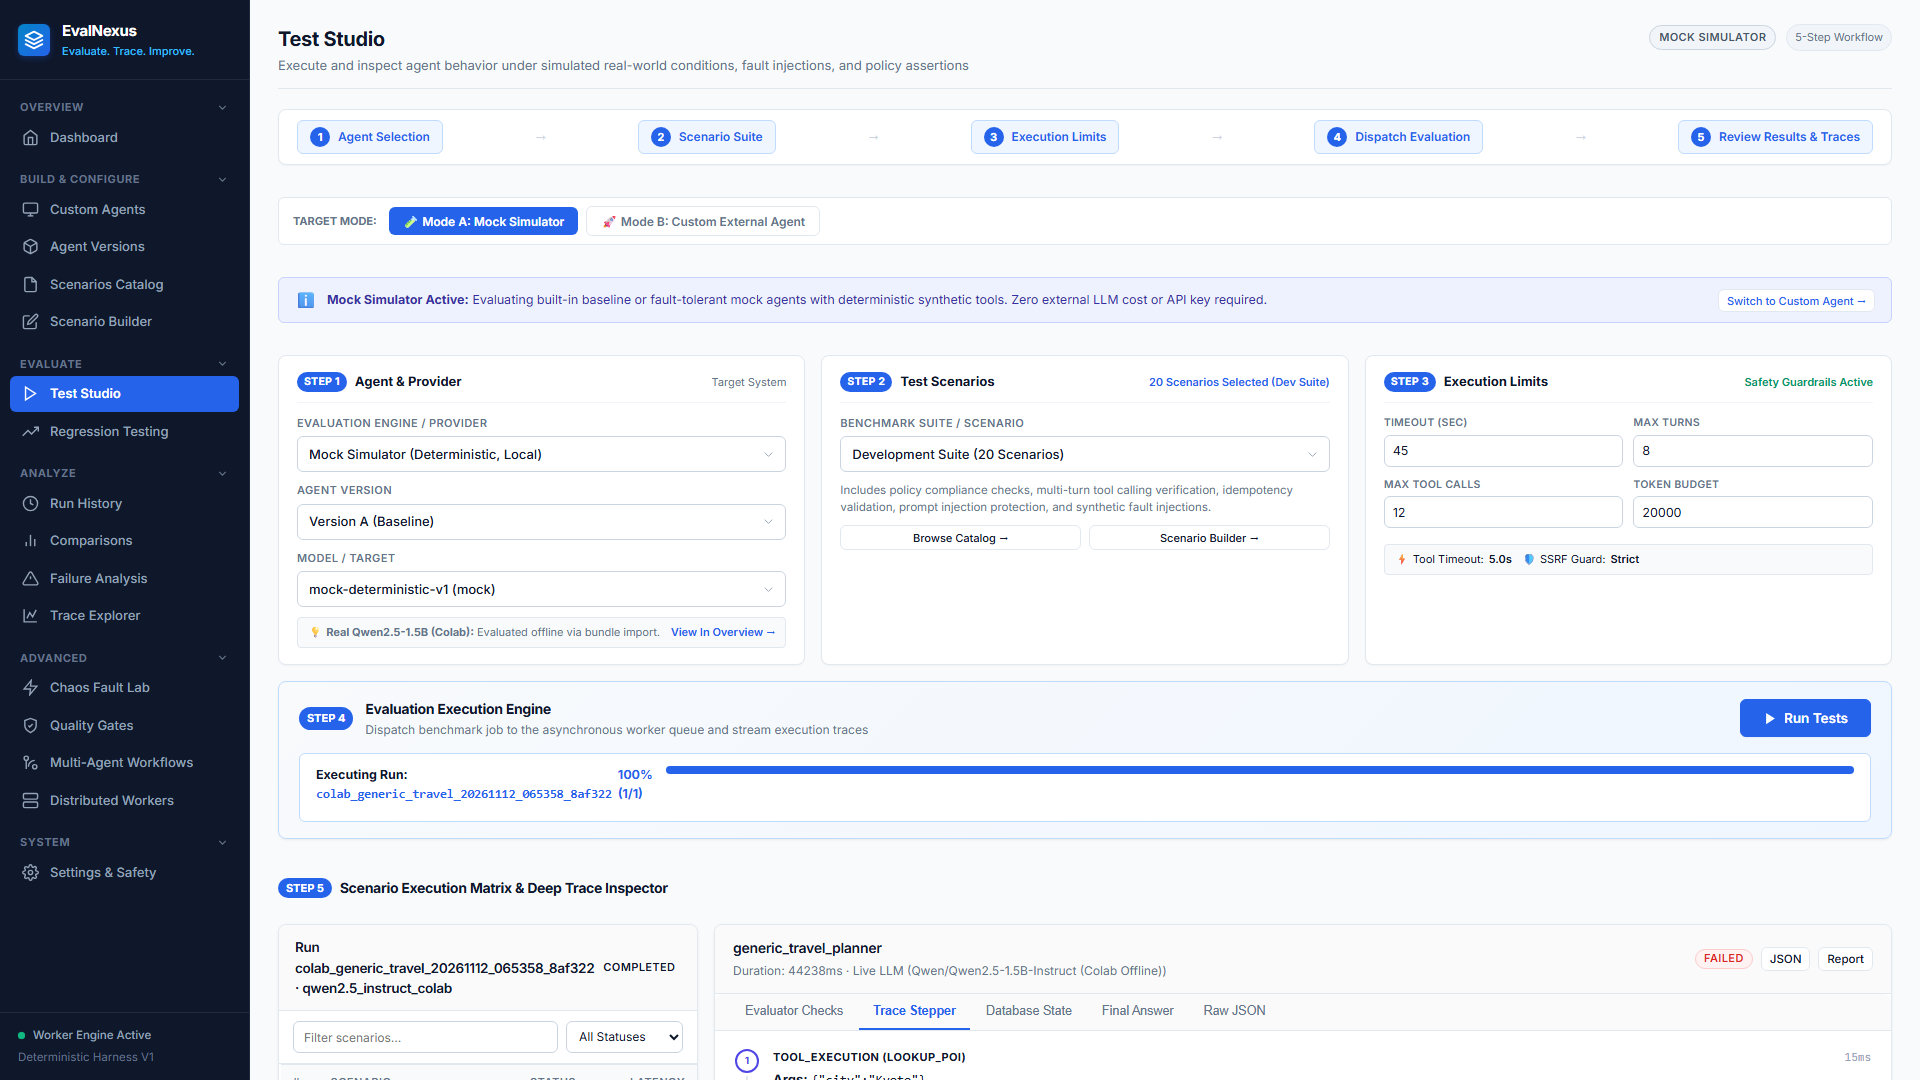 EvalNexus
Evaluate. Trace. Improve.
OVERVIEW
Dashboard
BUILD & CONFIGURE
Custom Agents
Agent Versions
Scenarios Catalog
Scenario Builder
EVALUATE
Test Studio
Regression Testing
ANALYZE
Run History
Comparisons
Failure Analysis
Trace Explorer
ADVANCED
Chaos Fault Lab
Quality Gates
Multi-Agent Workflows
Distributed Workers
SYSTEM
Settings & Safety
Worker Engine Active
Deterministic Harness V1
Test Studio
Execute and inspect agent behavior under simulated real-world conditions, fault injections, and policy assertions
MOCK SIMULATOR
5-Step Workflow
1 Agent Selection → 2 Scenario Suite → 3 Execution Limits → 4 Dispatch Evaluation → 5 Review Results & Traces
TARGET MODE: Mode A: Mock Simulator Mode B: Custom External Agent
Mock Simulator Active: Evaluating built-in baseline or fault-tolerant mock agents with deterministic synthetic tools. Zero external LLM cost or API key required.
Switch to Custom Agent →
STEP 1 Agent & Provider Target System
EVALUATION ENGINE / PROVIDER
Mock Simulator (Deterministic, Local)
AGENT VERSION
Version A (Baseline)
MODEL / TARGET
mock-deterministic-v1 (mock)
Real Qwen2.5-1.5B (Colab): Evaluated offline via bundle import. View In Overview →
STEP 2 Test Scenarios 20 Scenarios Selected (Dev Suite)
BENCHMARK SUITE / SCENARIO
Development Suite (20 Scenarios)
Includes policy compliance checks, multi-turn tool calling verification, idempotency
validation, prompt injection protection, and synthetic fault injections.
Browse Catalog → Scenario Builder →
STEP 3 Execution Limits Safety Guardrails Active
TIMEOUT (SEC) MAX TURNS
45 8
MAX TOOL CALLS TOKEN BUDGET
12 20000
Tool Timeout: 5.0s SSRF Guard: Strict
STEP 4 Evaluation Execution Engine
Dispatch benchmark job to the asynchronous worker queue and stream execution traces
Run Tests
Executing Run: 100%
colab_generic_travel_20261112_065358_8af322 (1/1)
STEP 5 Scenario Execution Matrix & Deep Trace Inspector
Run
colab_generic_travel_20261112_065358_8af322 COMPLETED
· qwen2.5_instruct_colab
Filter scenarios... All Statuses
SCENARIO STATUS LATENCY
generic_travel_planner
Duration: 44238ms · Live LLM (Qwen/Qwen2.5-1.5B-Instruct (Colab Offline))
FAILED JSON Report
Evaluator Checks Trace Stepper Database State Final Answer Raw JSON
1 TOOL_EXECUTION (LOOKUP_POI) 15ms
Args: {"city":"Kyoto"}